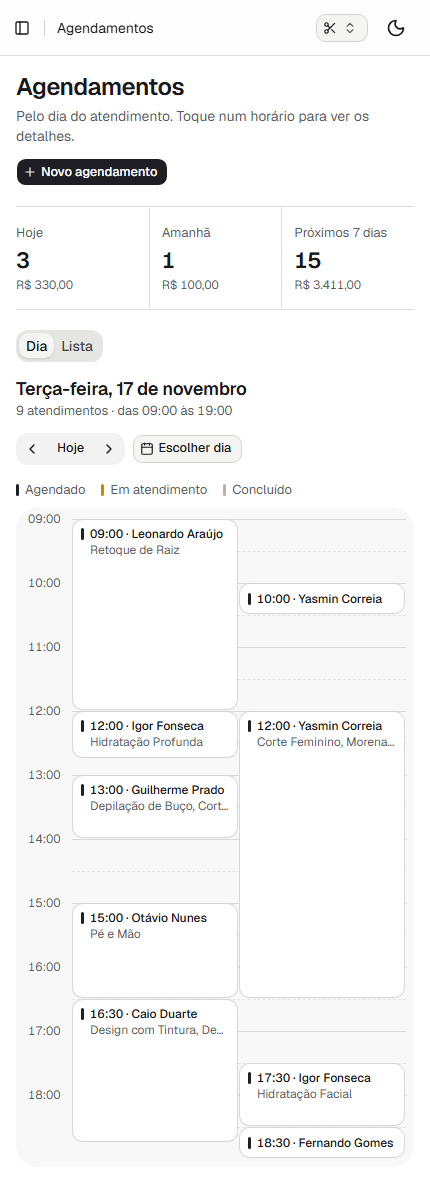 Agendamentos
Agendamentos
Pelo dia do atendimento. Toque num horário para ver os
detalhes.
+ Novo agendamento
Hoje
3
R$ 330,00
Amanhã
1
R$ 100,00
Próximos 7 dias
15
R$ 3.411,00
Dia
Lista
Terça-feira, 17 de novembro
9 atendimentos · das 09:00 às 19:00
Hoje
Escolher dia
Agendado
Em atendimento
Concluído
09:00
09:00 · Leonardo Araújo
Retoque de Raiz
10:00
10:00 · Yasmin Correia
11:00
12:00
12:00 · Igor Fonseca
Hidratação Profunda
12:00 · Yasmin Correia
Corte Feminino, Morena…
13:00
13:00 · Guilherme Prado
Depilação de Buço, Cort…
14:00
15:00
15:00 · Otávio Nunes
Pé e Mão
16:00
16:30 · Caio Duarte
Design com Tintura, De…
17:00
17:30 · Igor Fonseca
Hidratação Facial
18:00
18:30 · Fernando Gomes